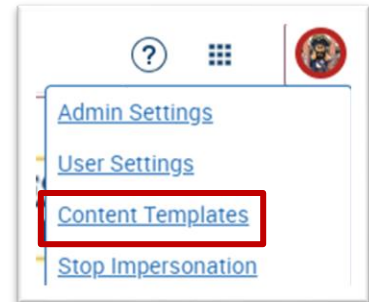 ?
Admin Settings
User Settings
Content Templates
Stop Impersonation